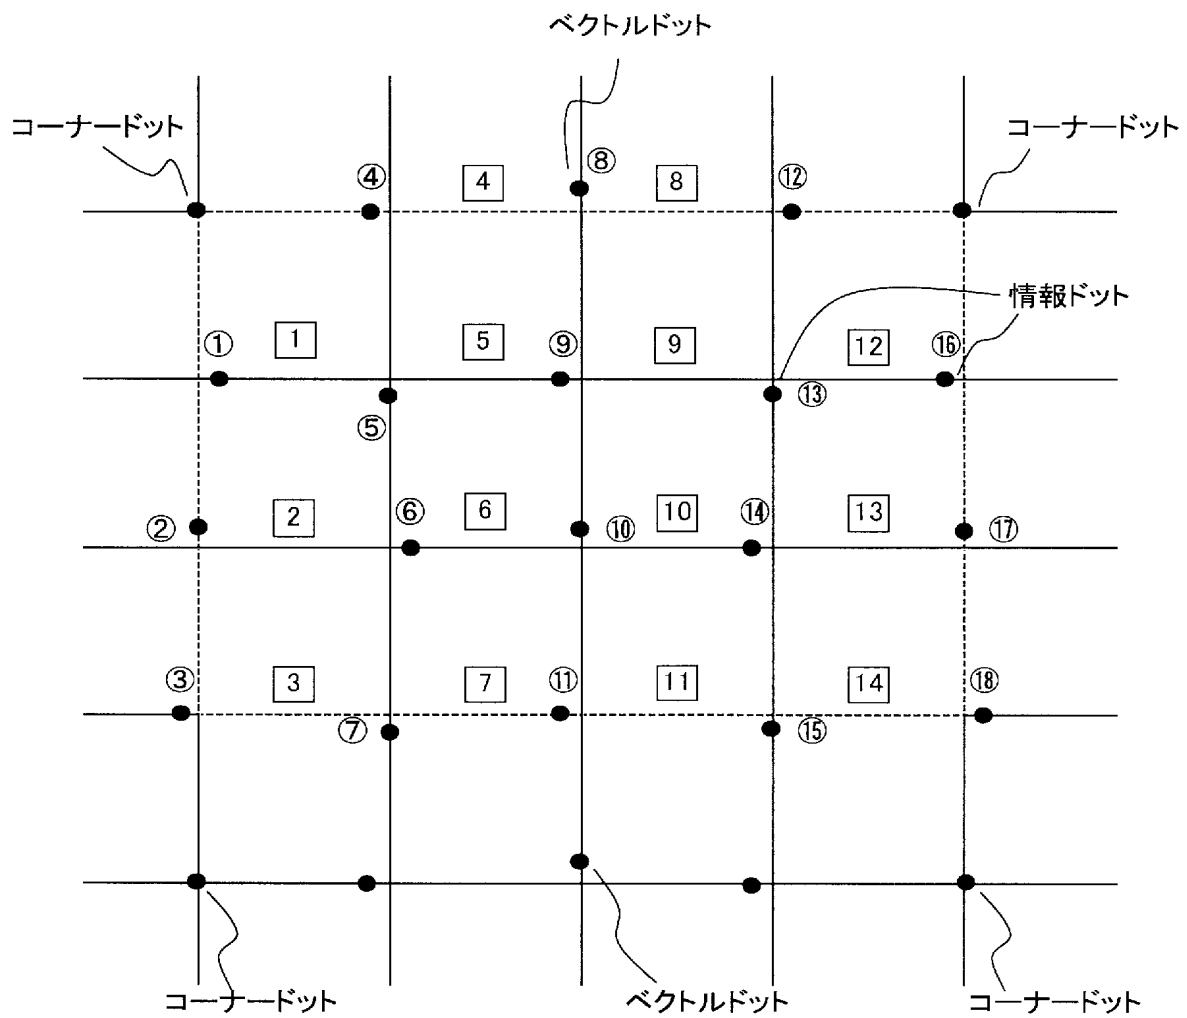 ベクトルドット
コーナードット
コーナードット
④ 4 ⑧ 8 ⑫
情報ドット
① 1 5 ⑨ 9 12 ⑯
⑤ ⑬
② 2 ⑥ 6 ⑩ 10 ⑭ 13 ⑰
③ 3 7 ⑪ 11 14 ⑱
⑦ ⑮
コーナードット
ベクトルドット
コーナードット